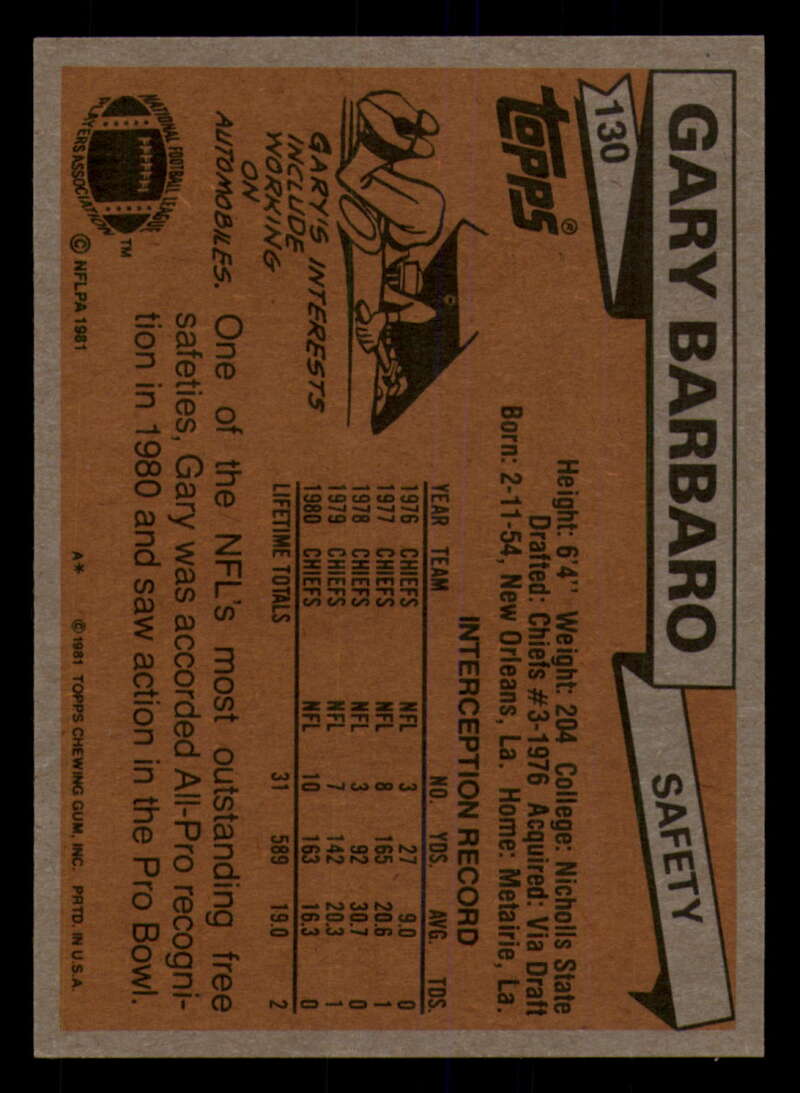 130
GARY BARBARO
SAFETY
TOPPS®
Height: 6'4" Weight: 204 College: Nicholls State
Drafted: Chiefs #3-1976 Acquired: Via Draft
Born: 2-11-54, New Orleans, La. Home: Metairie, La.
INTERCEPTION RECORD
YEAR TEAM NO. YDS. AVG. TDS.
1976 CHIEFS NFL 3 27 9.0 0
1977 CHIEFS NFL 8 165 20.6 1
1978 CHIEFS NFL 3 92 30.7 0
1979 CHIEFS NFL 7 142 20.3 1
1980 CHIEFS NFL 10 163 16.3 0
LIFETIME TOTALS 31 589 19.0 2
GARY'S INTERESTS
INCLUDE
WORKING
ON
AUTOMOBILES.
One of the NFL's most outstanding free
safeties, Gary was accorded All-Pro recogni-
tion in 1980 and saw action in the Pro Bowl.
NATIONAL FOOTBALL LEAGUE
PLAYERS ASSOCIATION
TM
© NFLPA 1981
A* © 1981 TOPPS CHEWING GUM, INC. PRTD. IN U.S.A.